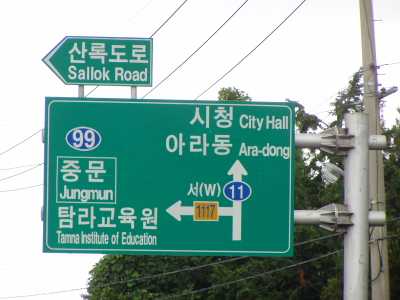 산록도로
Sallok Road
시청 City Hall
아라동 Ara-dong
99
중문
Jungmun
서(W) 11
1117
탐라교육원
Tamna Institute of Education